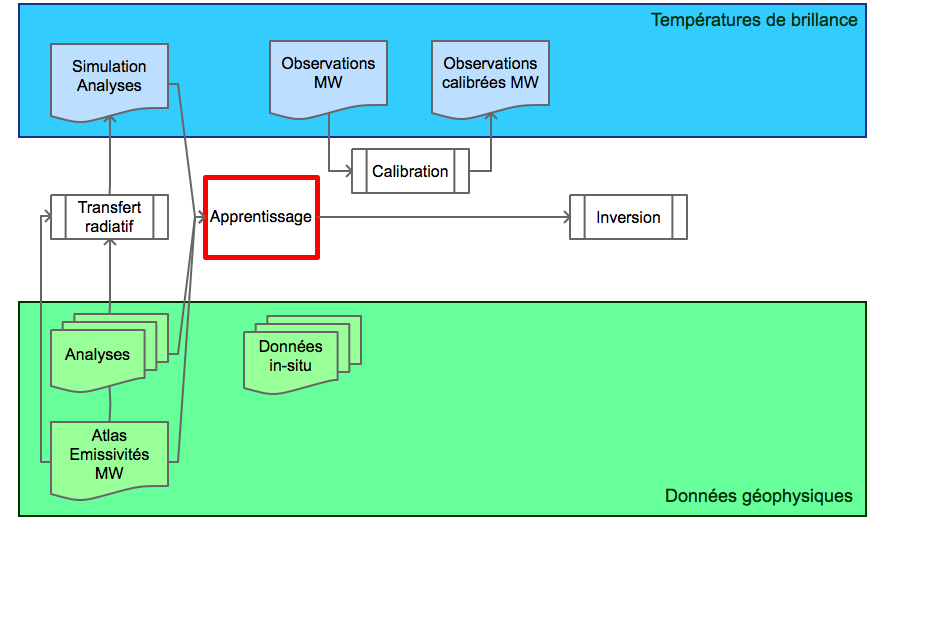 Températures de brillance
Simulation
Analyses
Observations
MW
Observations
calibrées MW
Calibration
Transfert
radiatif
Apprentissage
Inversion
Analyses
Données
in-situ
Atlas
Emissivités
MW
Données géophysiques